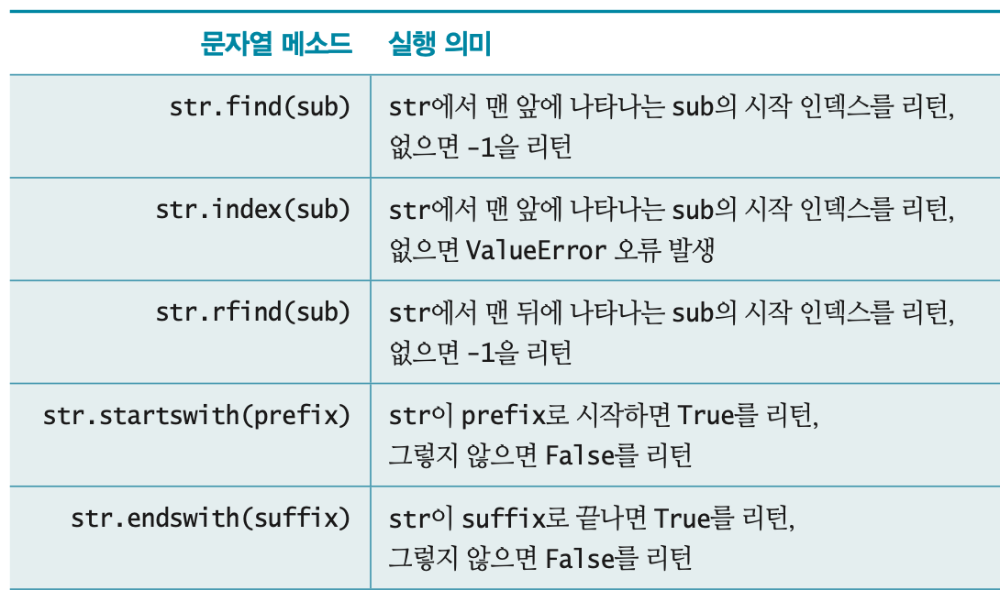 문자열 메소드 실행 의미
str.find(sub) str에서 맨 앞에 나타나는 sub의 시작 인덱스를 리턴,
없으면 -1을 리턴
str.index(sub) str에서 맨 앞에 나타나는 sub의 시작 인덱스를 리턴,
없으면 ValueError 오류 발생
str.rfind(sub) str에서 맨 뒤에 나타나는 sub의 시작 인덱스를 리턴,
없으면 -1을 리턴
str.startswith(prefix) str이 prefix로 시작하면 True를 리턴,
그렇지 않으면 False를 리턴
str.endswith(suffix) str이 suffix로 끝나면 True를 리턴,
그렇지 않으면 False를 리턴